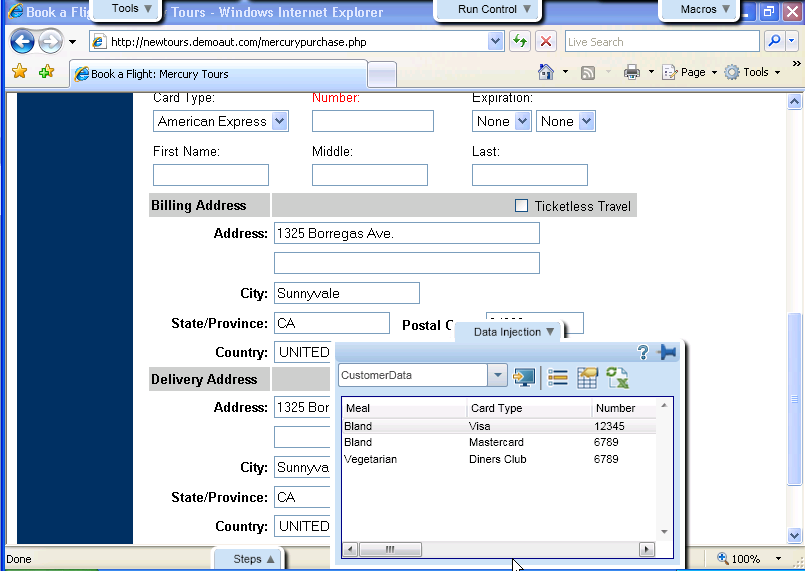 Tools ▼
Run Control ▼
Macros ▼
Book a Flig Tours - Windows Internet Explorer
http://newtours.demoaut.com/mercurypurchase.php
Live Search
Book a Flight: Mercury Tours
Page
Tools
»
Card Type: Number: Expiration:
American Express None None
First Name: Middle: Last:
Billing Address Ticketless Travel
Address: 1325 Borregas Ave.
City: Sunnyvale
State/Province: CA Postal C
Country: UNITED
Delivery Address
Address: 1325 Bor
City: Sunnyva
State/Province: CA
Country: UNITED
Data Injection ▼
?
CustomerData
Meal Card Type Number
Bland Visa 12345
Bland Mastercard 6789
Vegetarian Diners Club 6789
Done
Steps ▲
100%